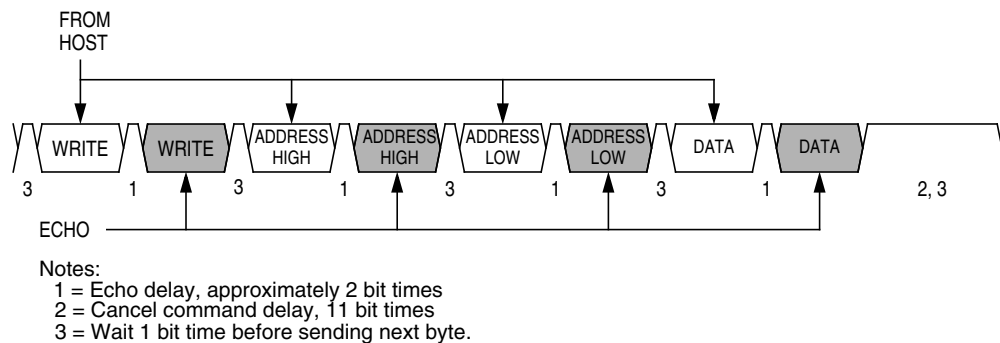 FROM
HOST
WRITE WRITE ADDRESS HIGH ADDRESS HIGH ADDRESS LOW ADDRESS LOW DATA DATA
3 1 3 1 3 1 3 1 2, 3
ECHO
Notes:
1 = Echo delay, approximately 2 bit times
2 = Cancel command delay, 11 bit times
3 = Wait 1 bit time before sending next byte.